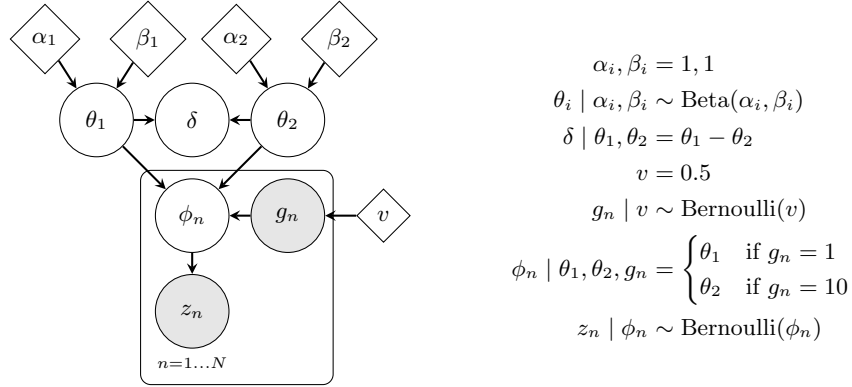 α₁ β₁ α₂ β₂
θ₁ δ θ₂
ϕₙ gₙ v
zₙ
n=1...N
αᵢ, βᵢ = 1, 1
θᵢ | αᵢ, βᵢ ∼ Beta(αᵢ, βᵢ)
δ | θ₁, θ₂ = θ₁ − θ₂
v = 0.5
gₙ | v ∼ Bernoulli(v)
ϕₙ | θ₁, θ₂, gₙ = { θ₁ if gₙ = 1
θ₂ if gₙ = 10
zₙ | ϕₙ ∼ Bernoulli(ϕₙ)